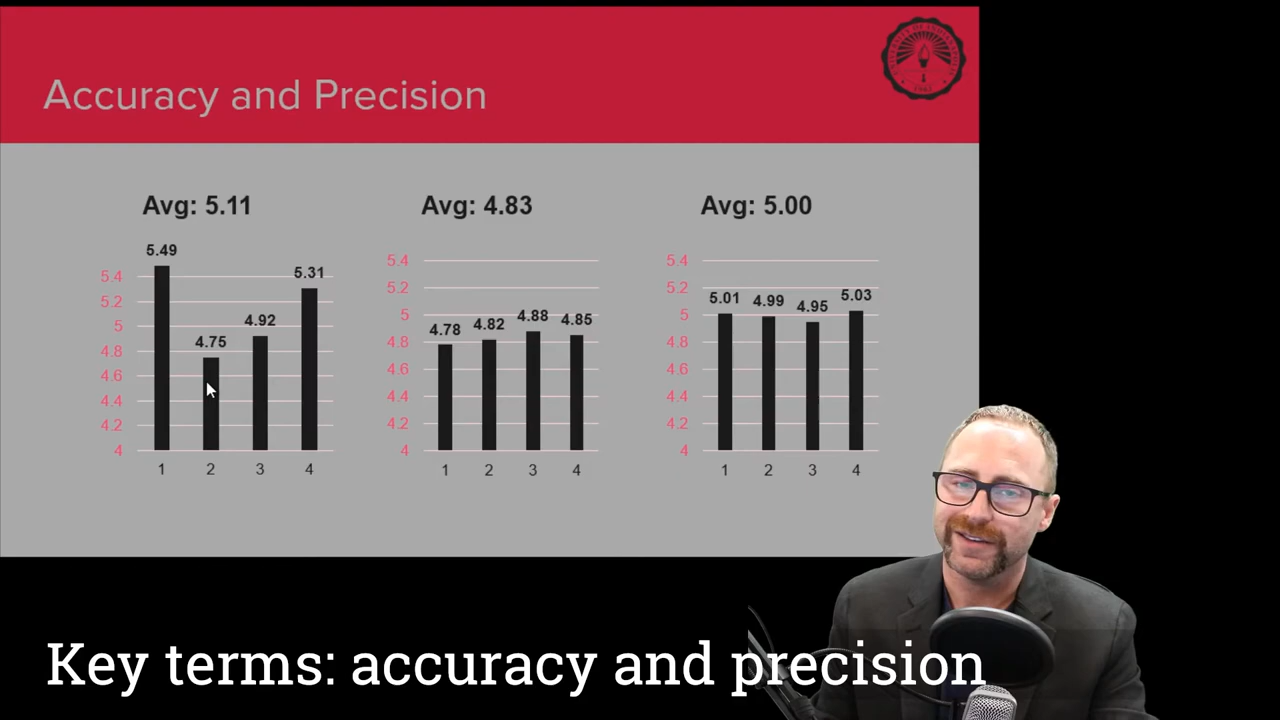 Accuracy and Precision
UNIVERSITY OF INDIANAPOLIS
1902
Avg: 5.11
5.49
5.31
4.92
4.75
5.4
5.2
5
4.8
4.6
4.4
4.2
4
1 2 3 4
Avg: 4.83
4.78 4.82 4.88 4.85
5.4
5.2
5
4.8
4.6
4.4
4.2
4
1 2 3 4
Avg: 5.00
5.01 4.99 4.95 5.03
5.4
5.2
5
4.8
4.6
4.4
4.2
4
1 2 3 4
Key terms: accuracy and precision